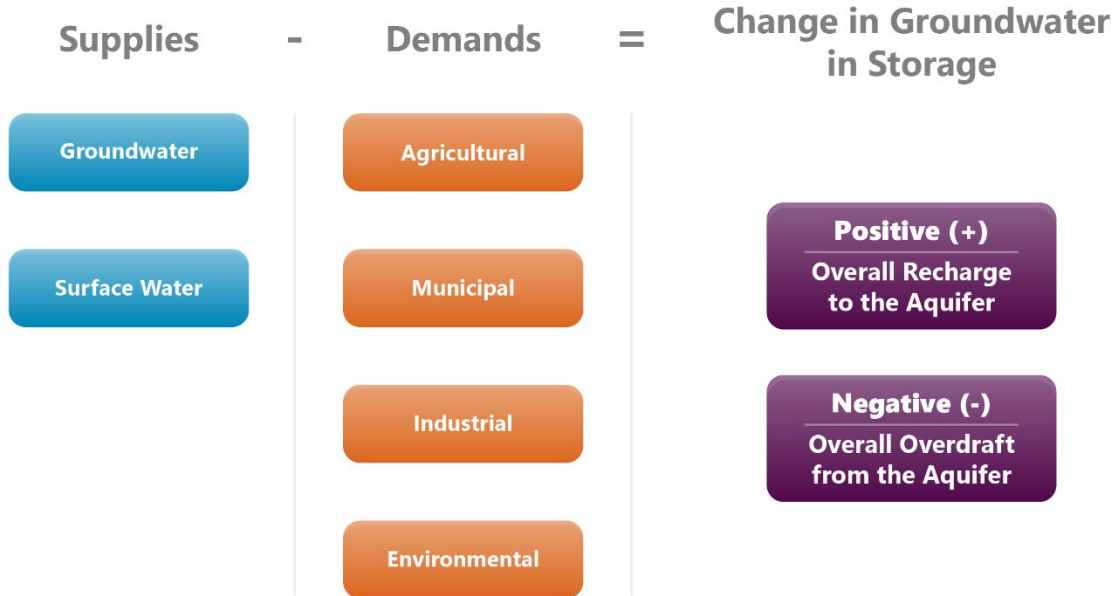 Supplies - Demands = Change in Groundwater
in Storage
Groundwater
Surface Water
Agricultural
Municipal
Industrial
Environmental
Positive (+)
Overall Recharge
to the Aquifer
Negative (-)
Overall Overdraft
from the Aquifer